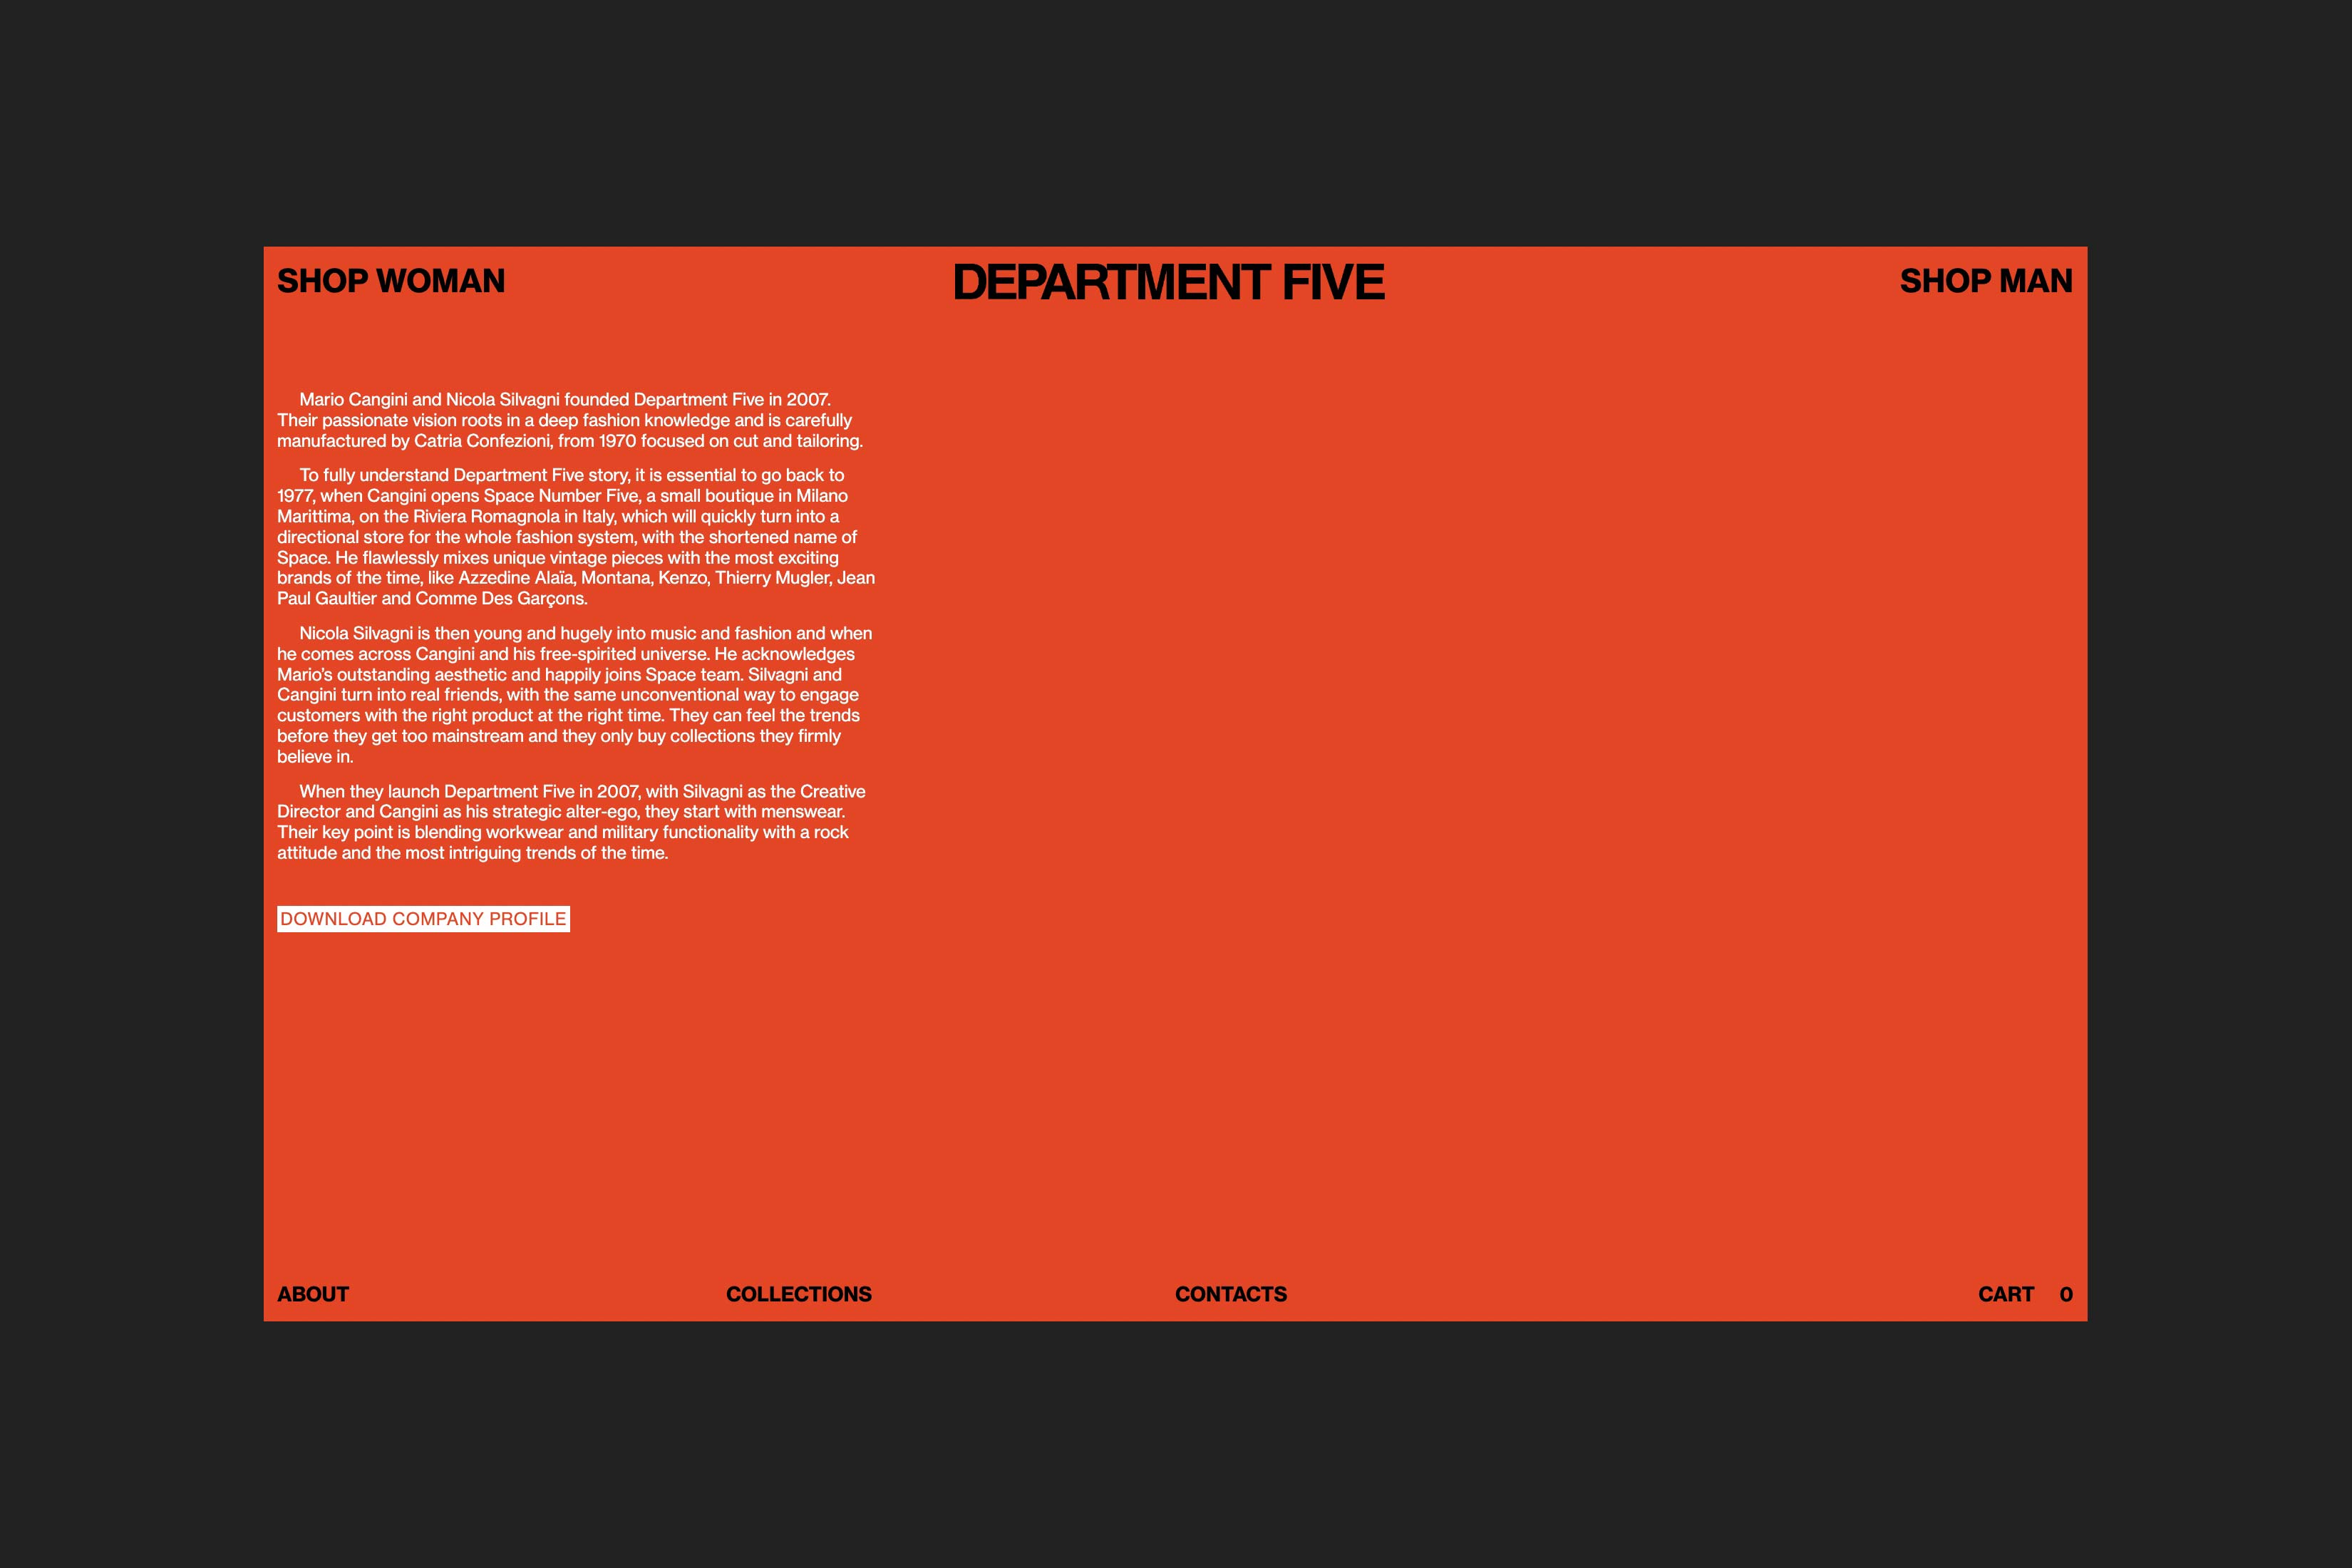 SHOP WOMAN
DEPARTMENT FIVE
SHOP MAN
Mario Cangini and Nicola Silvagni founded Department Five in 2007.
Their passionate vision roots in a deep fashion knowledge and is carefully
manufactured by Catria Confezioni, from 1970 focused on cut and tailoring.
To fully understand Department Five story, it is essential to go back to
1977, when Cangini opens Space Number Five, a small boutique in Milano
Marittima, on the Riviera Romagnola in Italy, which will quickly turn into a
directional store for the whole fashion system, with the shortened name of
Space. He flawlessly mixes unique vintage pieces with the most exciting
brands of the time, like Azzedine Alaïa, Montana, Kenzo, Thierry Mugler, Jean
Paul Gaultier and Comme Des Garçons.
Nicola Silvagni is then young and hugely into music and fashion and when
he comes across Cangini and his free-spirited universe. He acknowledges
Mario’s outstanding aesthetic and happily joins Space team. Silvagni and
Cangini turn into real friends, with the same unconventional way to engage
customers with the right product at the right time. They can feel the trends
before they get too mainstream and they only buy collections they firmly
believe in.
When they launch Department Five in 2007, with Silvagni as the Creative
Director and Cangini as his strategic alter-ego, they start with menswear.
Their key point is blending workwear and military functionality with a rock
attitude and the most intriguing trends of the time.
DOWNLOAD COMPANY PROFILE
ABOUT
COLLECTIONS
CONTACTS
CART 0